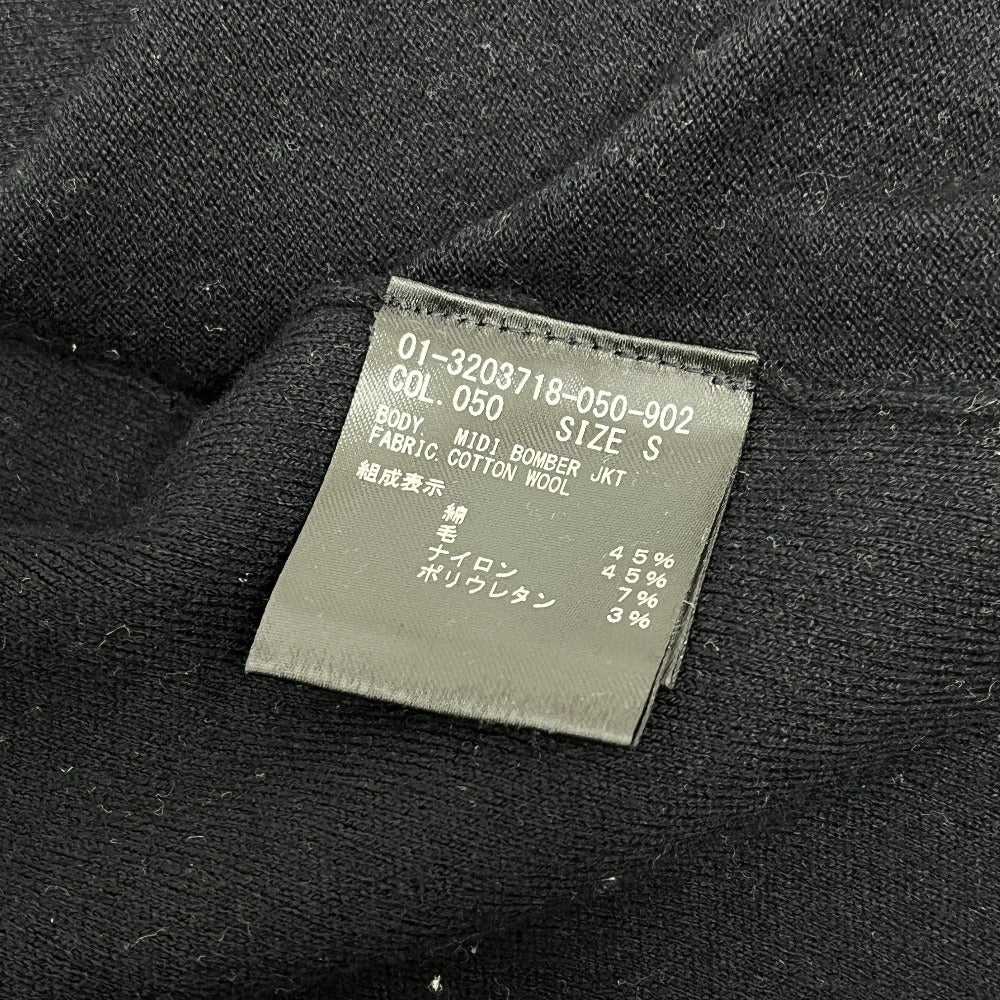 01-3203718-050-902
COL.050 SIZE S
BODY MIDI BOMBER JKT
FABRIC COTTON WOOL
組成表示
綿 45%
毛 45%
ナイロン 7%
ポリウレタン 3%